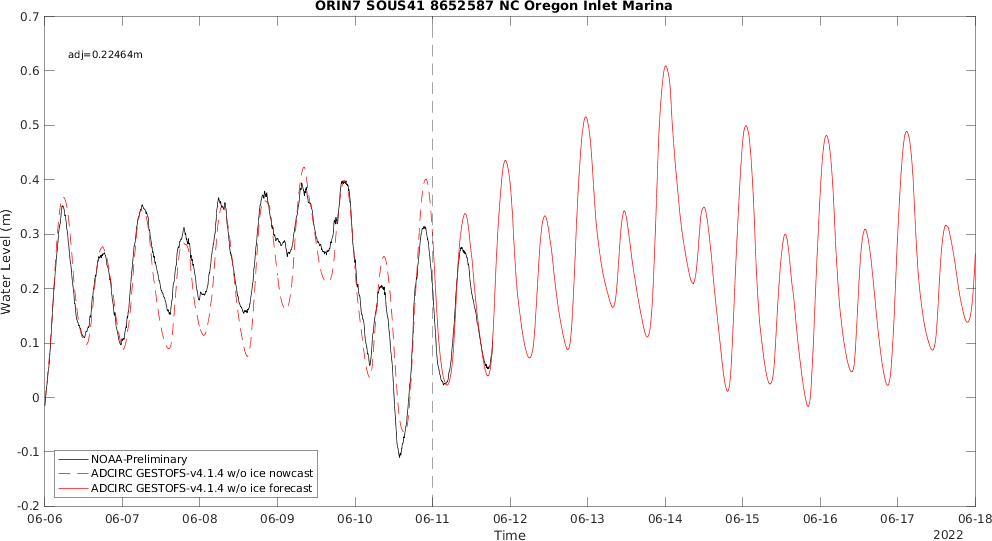 ORIN7 SOUS41 8652587 NC Oregon Inlet Marina
adj=0.22464m
0.7
0.6
0.5
0.4
0.3
0.2
0.1
0
-0.1
-0.2
Water Level (m)
NOAA-Preliminary
ADCIRC GESTOFS-v4.1.4 w/o ice nowcast
ADCIRC GESTOFS-v4.1.4 w/o ice forecast
06-06 06-07 06-08 06-09 06-10 06-11 06-12 06-13 06-14 06-15 06-16 06-17 06-18
Time
2022